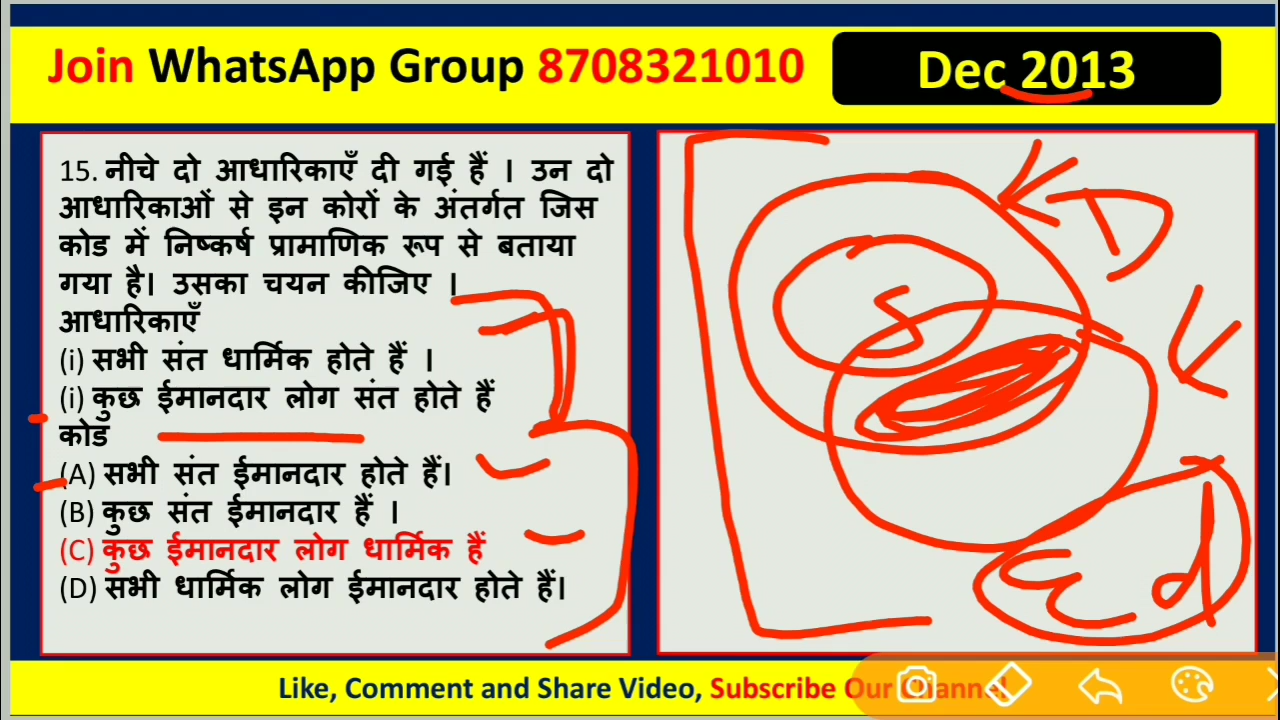 Join WhatsApp Group 8708321010
Dec 2013
15. नीचे दो आधारिकाएँ दी गई हैं । उन दो
आधारिकाओं से इन कोरों के अंतर्गत जिस
कोड में निष्कर्ष प्रामाणिक रूप से बताया
गया है। उसका चयन कीजिए ।
आधारिकाएँ
(i) सभी संत धार्मिक होते हैं ।
(i) कुछ ईमानदार लोग संत होते हैं
कोड
(A) सभी संत ईमानदार होते हैं।
(B) कुछ संत ईमानदार हैं ।
(C) कुछ ईमानदार लोग धार्मिक हैं
(D) सभी धार्मिक लोग ईमानदार होते हैं।
S
Like, Comment and Share Video, Subscribe Our Channel